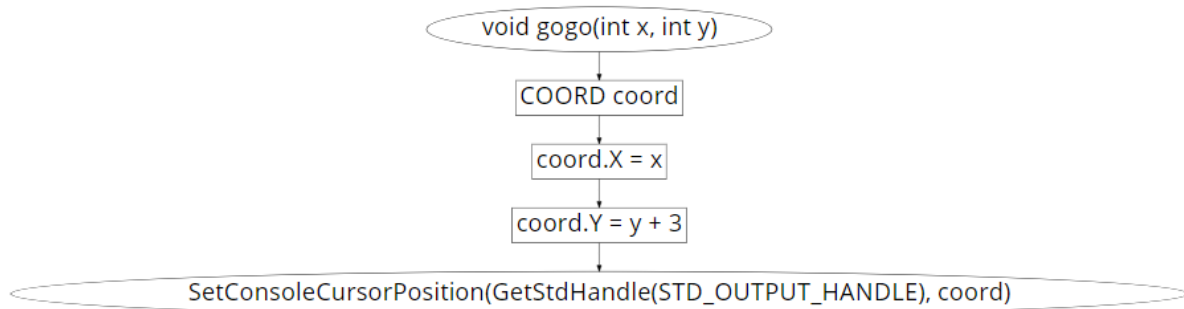 void gogo(int x, int y)
COORD coord
coord.X = x
coord.Y = y + 3
SetConsoleCursorPosition(GetStdHandle(STD_OUTPUT_HANDLE), coord)